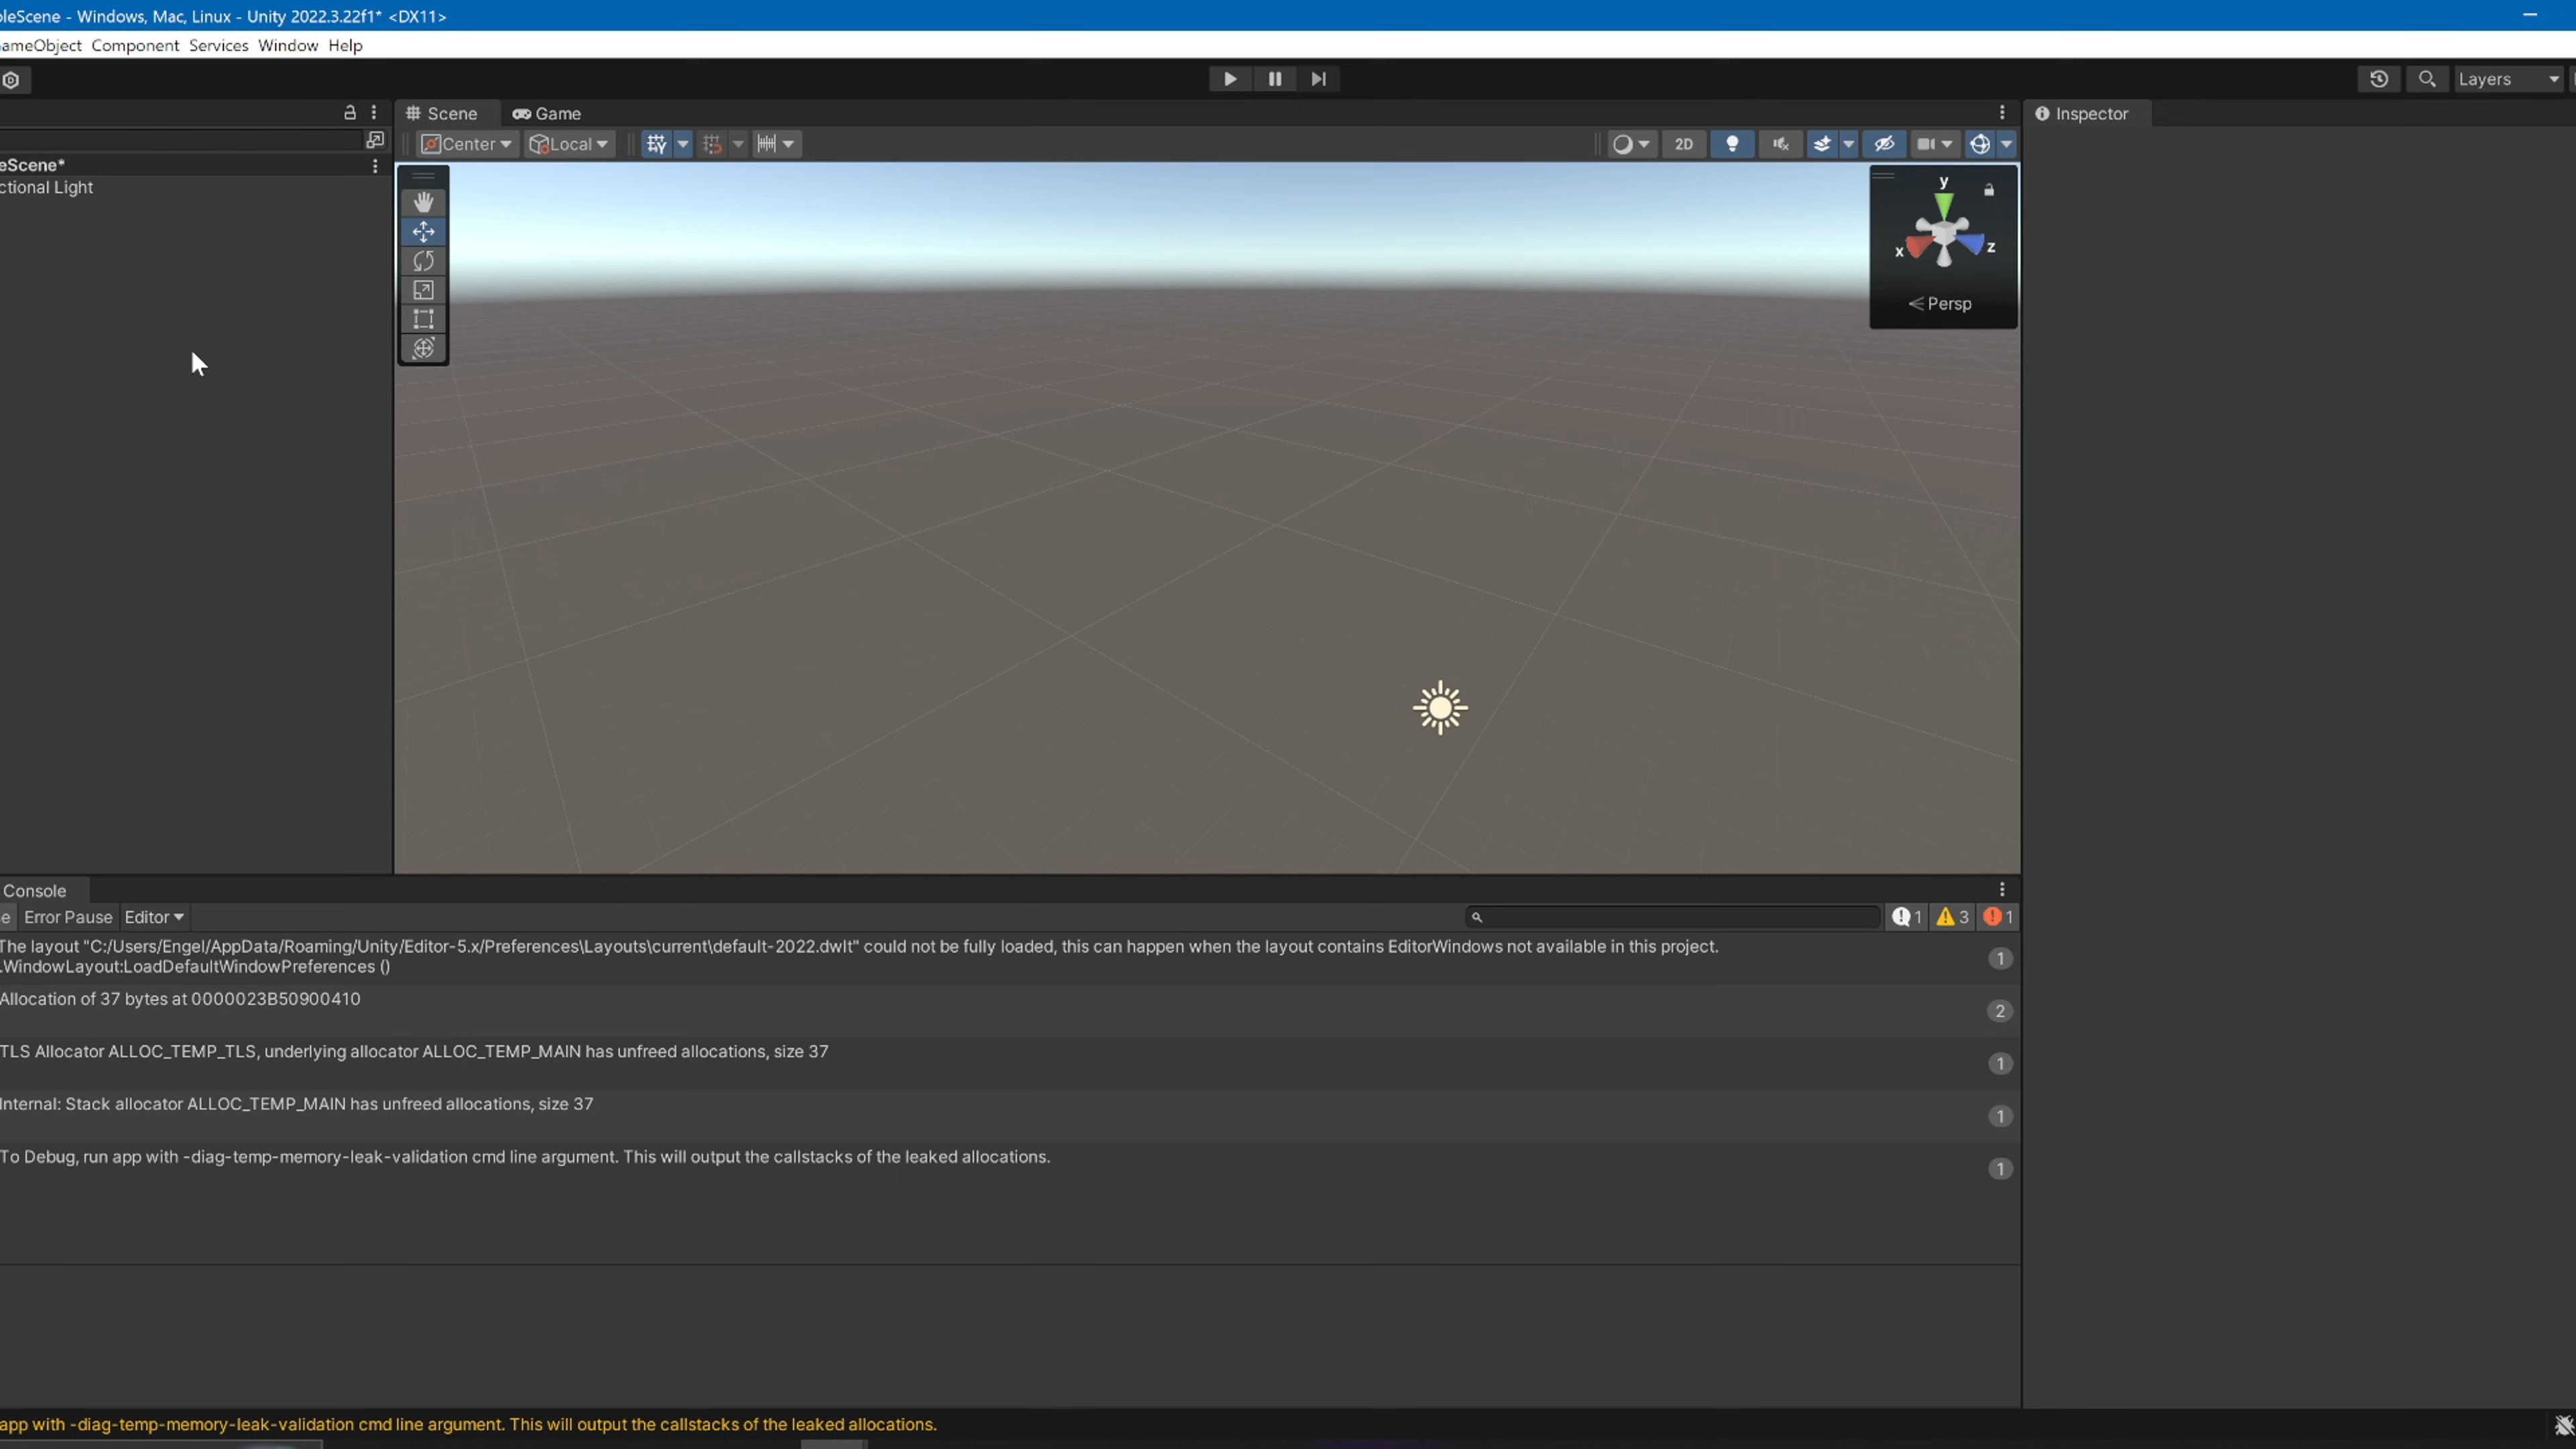 oleScene - Windows, Mac, Linux - Unity 2022.3.22f1* <DX11>
GameObject Component Services Window Help
Layers
Scene Game
Inspector
Center Local 2D
eScene*
ctional Light
y
x z
Persp
Console
e Error Pause Editor 1 3 1
The layout "C:/Users/Engel/AppData/Roaming/Unity/Editor-5.x/Preferences\Layouts\current\default-2022.dwlt" could not be fully loaded, this can happen when the layout contains EditorWindows not available in this project.
.WindowLayout:LoadDefaultWindowPreferences ()
1
Allocation of 37 bytes at 0000023B50900410
2
TLS Allocator ALLOC_TEMP_TLS, underlying allocator ALLOC_TEMP_MAIN has unfreed allocations, size 37
1
Internal: Stack allocator ALLOC_TEMP_MAIN has unfreed allocations, size 37
1
To Debug, run app with -diag-temp-memory-leak-validation cmd line argument. This will output the callstacks of the leaked allocations.
1
app with -diag-temp-memory-leak-validation cmd line argument. This will output the callstacks of the leaked allocations.